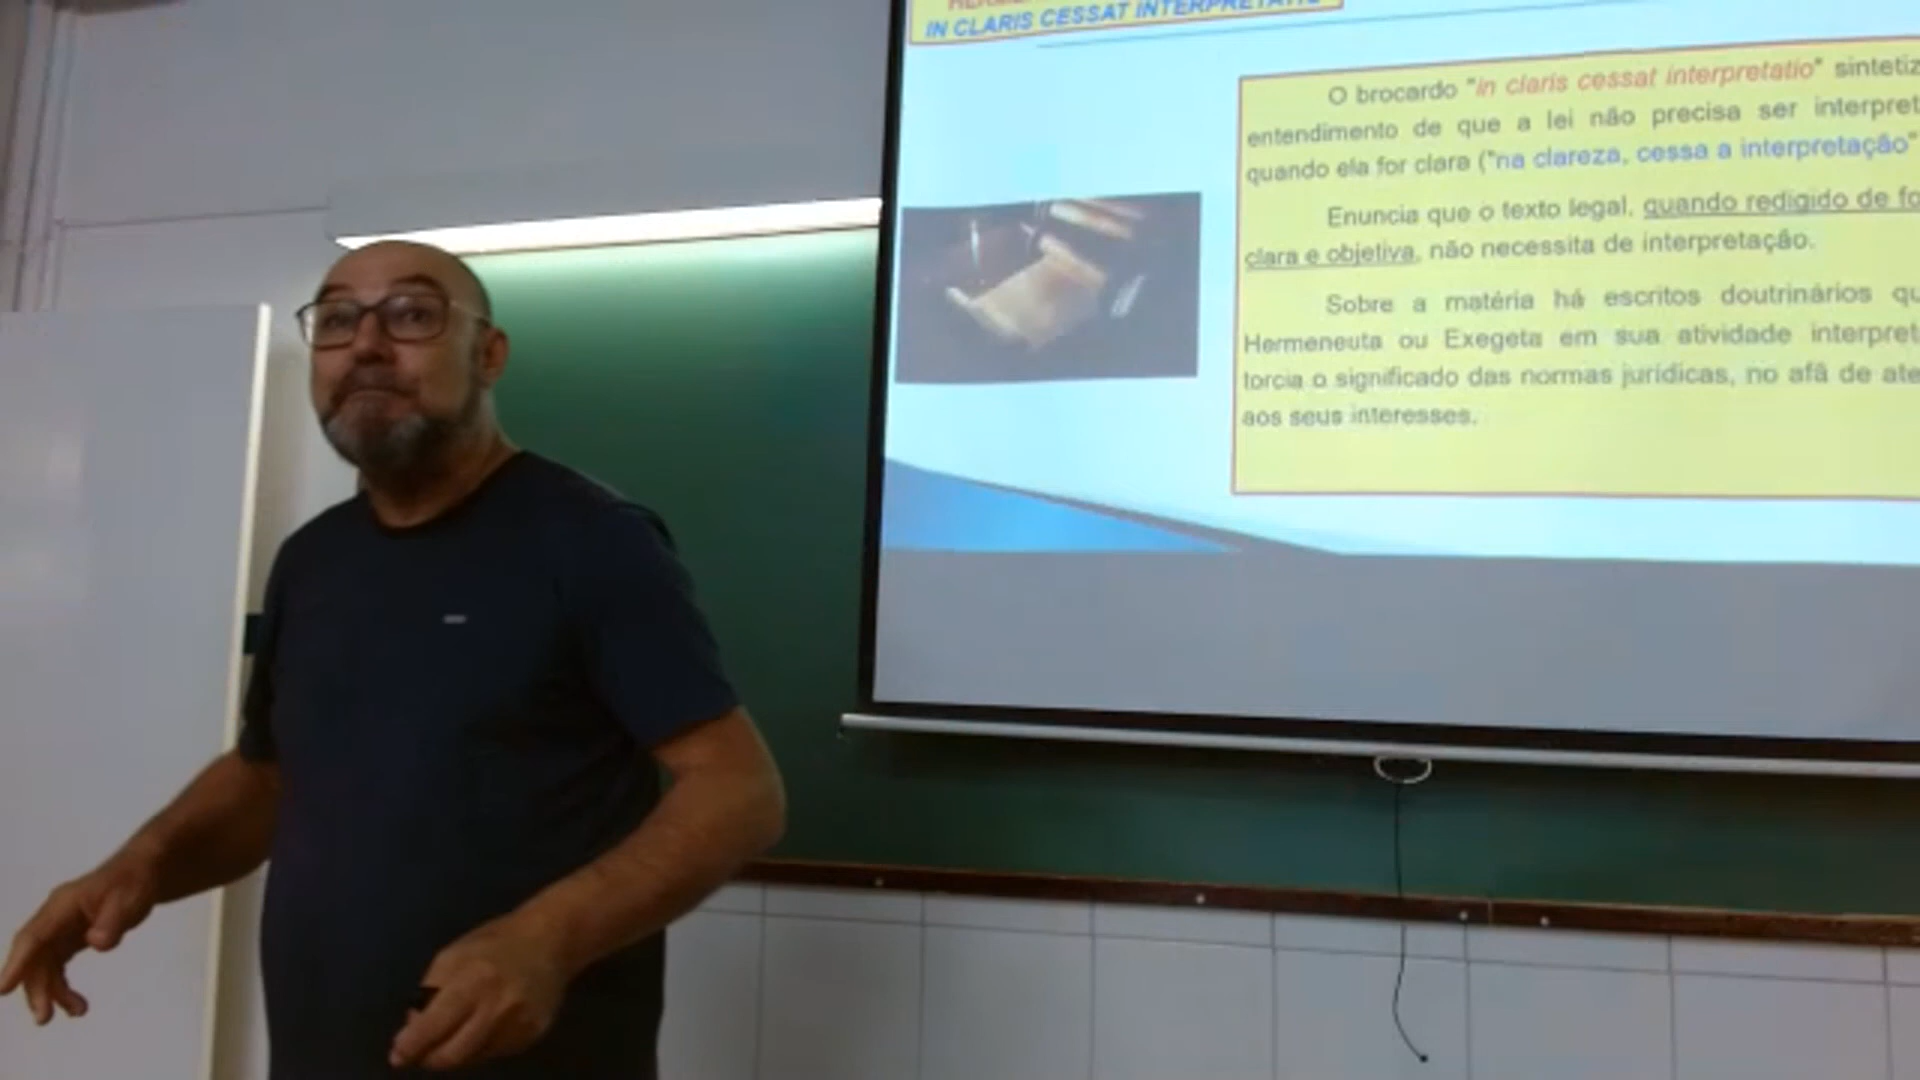 IN CLARIS CESSAT INTERPRETATIO
O brocardo "in claris cessat interpretatio" sintetiz
entendimento de que a lei não precisa ser interpret
quando ela for clara ("na clareza, cessa a interpretação"
Enuncia que o texto legal, quando redigido de fo
clara e objetiva, não necessita de interpretação.
Sobre a matéria há escritos doutrinários qu
Hermeneuta ou Exegeta em sua atividade interpret
torcia o significado das normas jurídicas, no afã de ate
aos seus interesses.